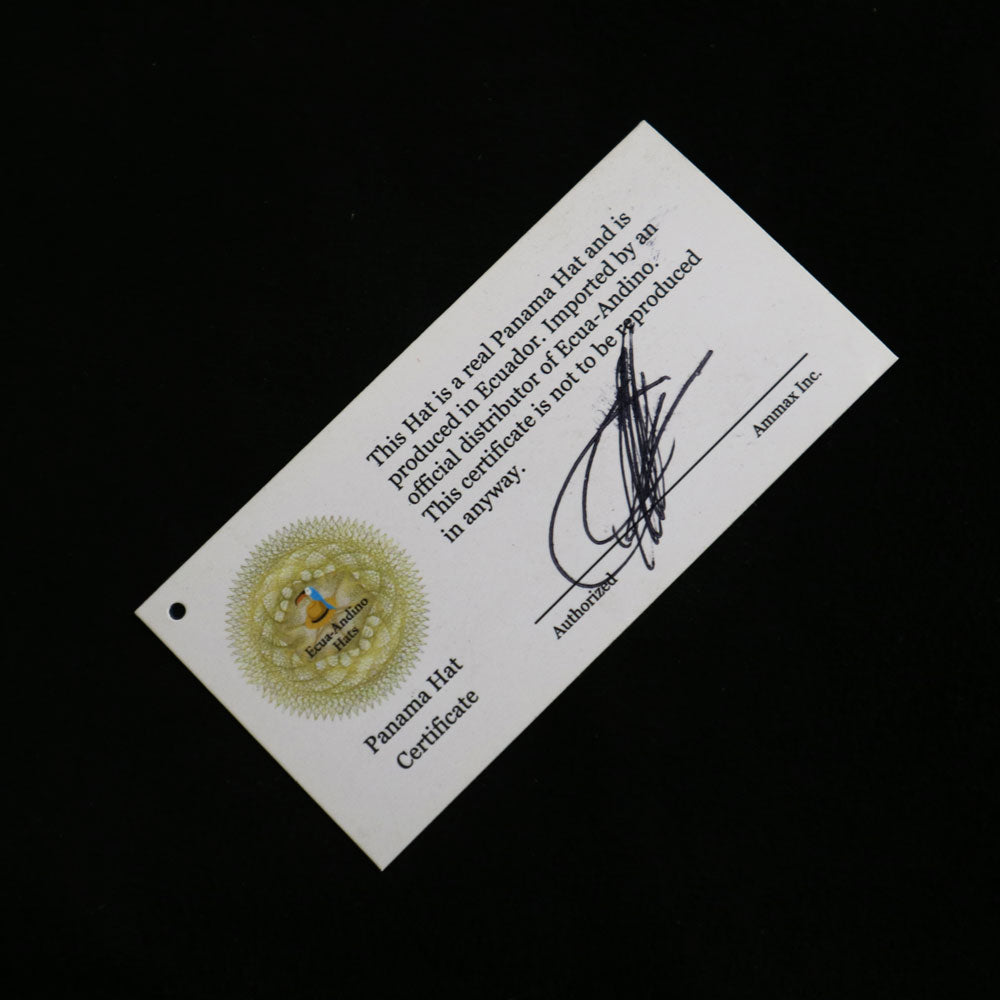 This Hat is a real Panama Hat and is
produced in Ecuador. Imported by an
official distributor of Ecua-Andino.
This certificate is not to be reproduced
in anyway.
Ecua-Andino
Hats
Panama Hat
Certificate
Authorized
Ammax Inc.